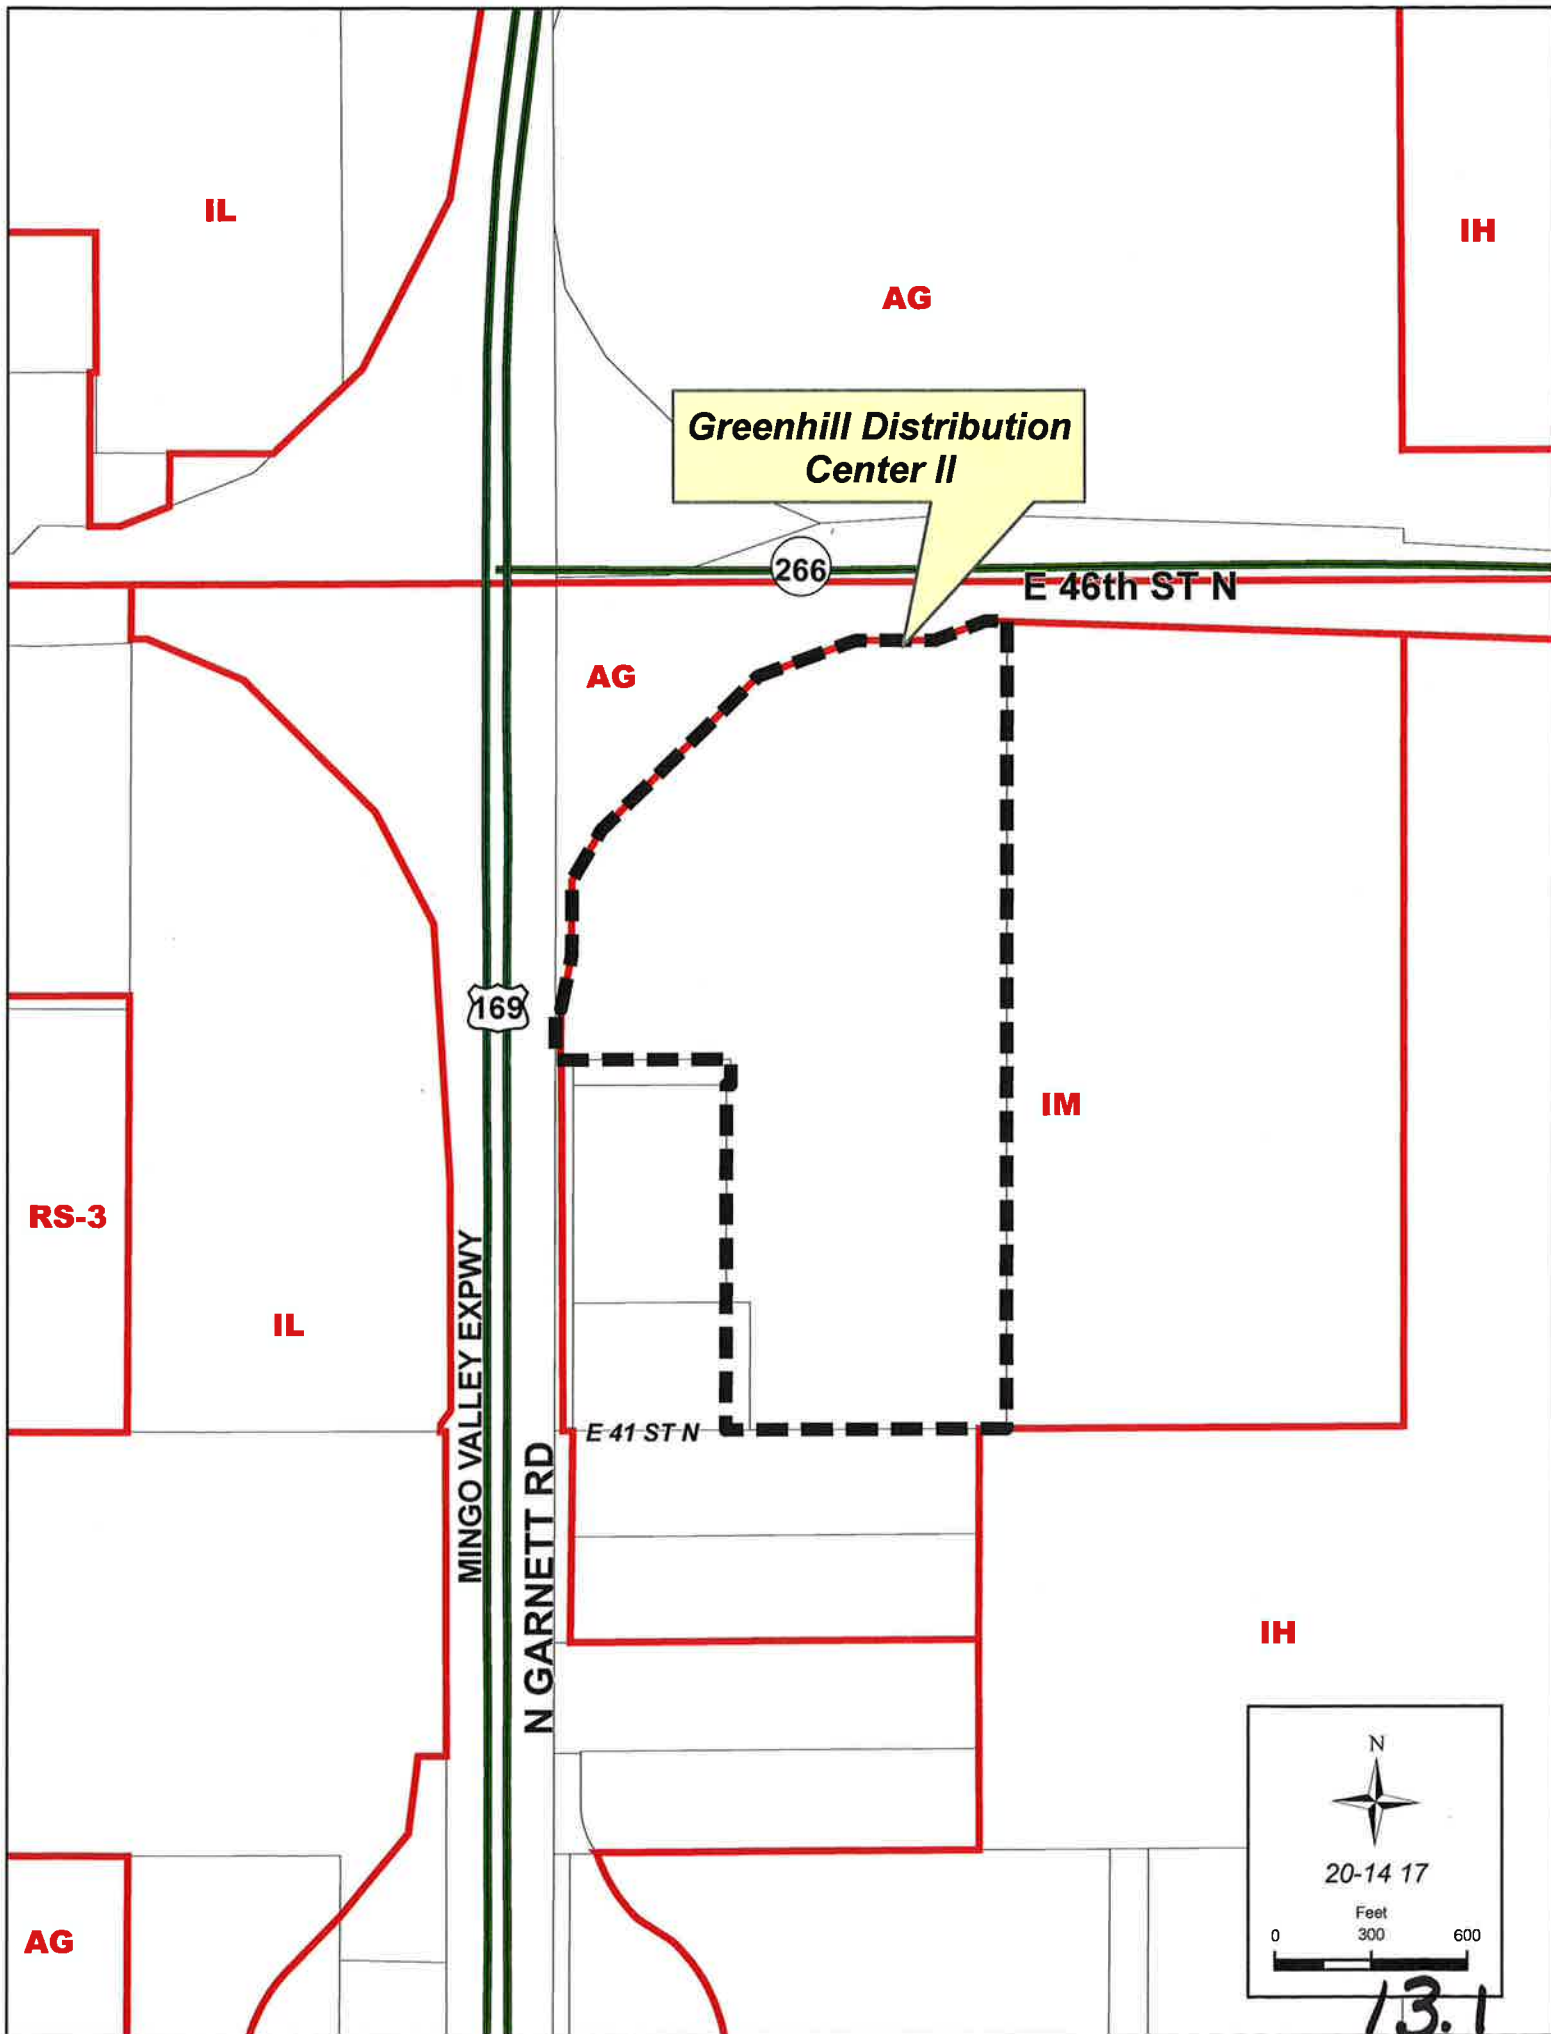 IL
IH
AG
Greenhill Distribution
Center II
266
E 46th ST N
AG
169
IM
RS-3
MINGO VALLEY EXPWY
IL
E 41 ST N
N GARNETT RD
IH
N
20-14 17
Feet
0 300 600
AG
13.1